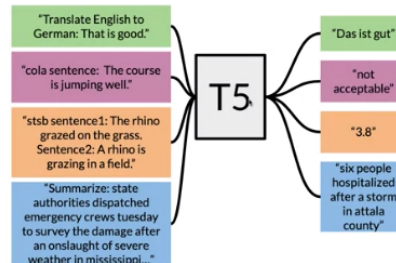 "Translate English to
German: That is good."
"cola sentence: The course
is jumping well."
"stsb sentence1: The rhino
grazed on the grass.
Sentence2: A rhino is
grazing in a field."
"Summarize: state
authorities dispatched
emergency crews tuesday
to survey the damage after
an onslaught of severe
weather in mississippi..."
T5
"Das ist gut"
"not
acceptable"
"3.8"
"six people
hospitalized
after a storm
in attala
county"